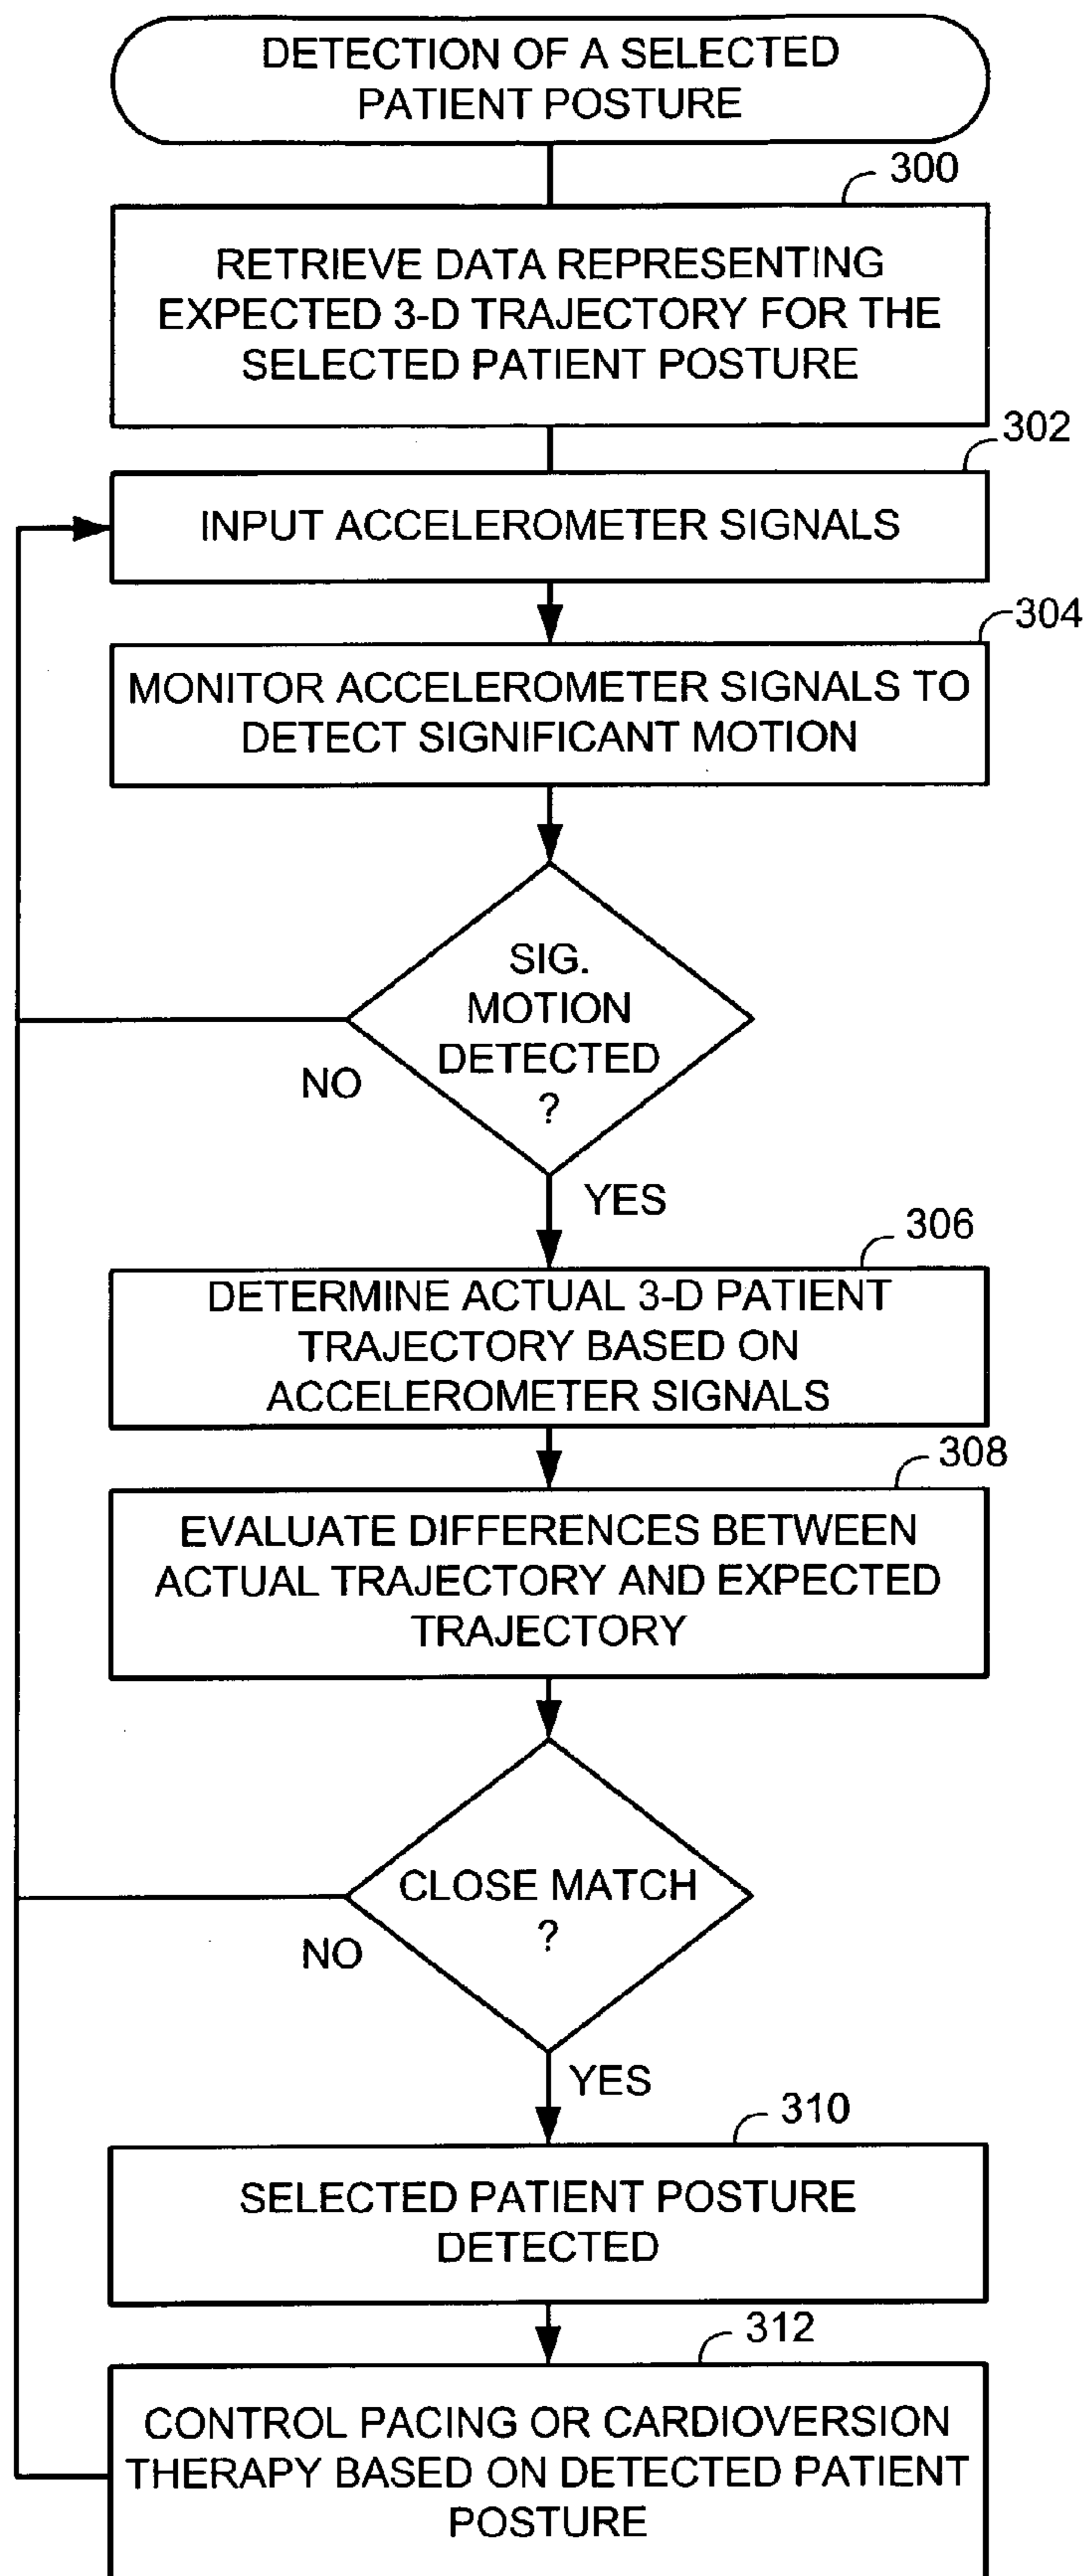 DETECTION OF A SELECTED
PATIENT POSTURE
300
RETRIEVE DATA REPRESENTING
EXPECTED 3-D TRAJECTORY FOR THE
SELECTED PATIENT POSTURE
302
INPUT ACCELEROMETER SIGNALS
304
MONITOR ACCELEROMETER SIGNALS TO
DETECT SIGNIFICANT MOTION
SIG.
MOTION
DETECTED
?
NO
YES
306
DETERMINE ACTUAL 3-D PATIENT
TRAJECTORY BASED ON
ACCELEROMETER SIGNALS
308
EVALUATE DIFFERENCES BETWEEN
ACTUAL TRAJECTORY AND EXPECTED
TRAJECTORY
CLOSE MATCH
?
NO
YES
310
SELECTED PATIENT POSTURE
DETECTED
312
CONTROL PACING OR CARDIOVERSION
THERAPY BASED ON DETECTED PATIENT
POSTURE